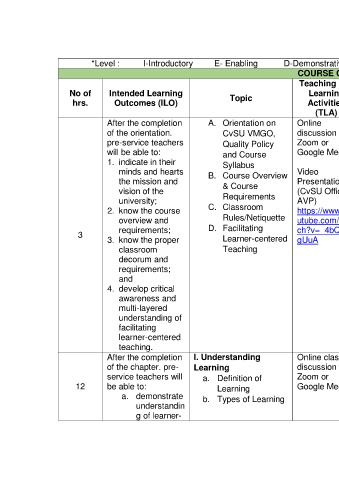 *Level : I-Introductory E- Enabling D-Demonstrativ
COURSE
No of
hrs.
Intended Learning
Outcomes (ILO)
Topic
Teaching
Learnin
Activitie
(TLA)
3
After the completion
of the orientation.
pre-service teachers
will be able to:
1. indicate in their
minds and hearts
the mission and
vision of the
university;
2. know the course
overview and
requirements;
3. know the proper
classroom
decorum and
requirements;
and
4. develop critical
awareness and
multi-layered
understanding of
facilitating
learner-centered
teaching.
A. Orientation on
CvSU VMGO,
Quality Policy
and Course
Syllabus
B. Course Overview
& Course
Requirements
C. Classroom
Rules/Netiquette
D. Facilitating
Learner-centered
Teaching
Online
discussion
Zoom or
Google Me
Video
Presentatio
(CvSU Offic
AVP)
https://www
utube.com/
ch?v=_4bC
gUuA
12
After the completion
of the chapter. pre-
service teachers will
be able to:
a. demonstrate
understandin
g of learner-
I. Understanding
Learning
a. Definition of
Learning
b. Types of Learning
Online clas
discussion
Zoom or
Google Me